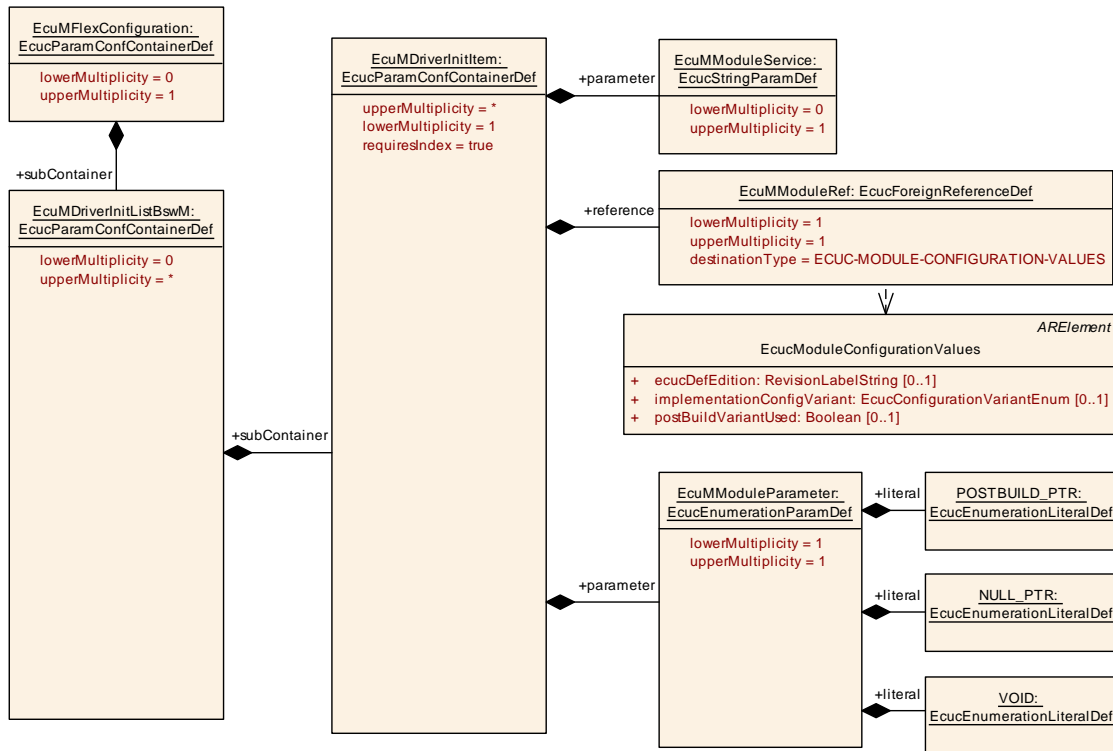 EcuMFlexConfiguration:
EcucParamConfContainerDef
lowerMultiplicity = 0
upperMultiplicity = 1
+subContainer
EcuMDriverInitListBswM:
EcucParamConfContainerDef
lowerMultiplicity = 0
upperMultiplicity = *
+subContainer
EcuMDriverInitItem:
EcucParamConfContainerDef
upperMultiplicity = *
lowerMultiplicity = 1
requiresIndex = true
+parameter
EcuMModuleService:
EcucStringParamDef
lowerMultiplicity = 0
upperMultiplicity = 1
+reference
EcuMModuleRef: EcucForeignReferenceDef
lowerMultiplicity = 1
upperMultiplicity = 1
destinationType = ECUC-MODULE-CONFIGURATION-VALUES
ARElement
EcucModuleConfigurationValues
+ ecucDefEdition: RevisionLabelString [0..1]
+ implementationConfigVariant: EcucConfigurationVariantEnum [0..1]
+ postBuildVariantUsed: Boolean [0..1]
+parameter
EcuMModuleParameter:
EcucEnumerationParamDef
lowerMultiplicity = 1
upperMultiplicity = 1
+literal
POSTBUILD_PTR:
EcucEnumerationLiteralDef
+literal
NULL_PTR:
EcucEnumerationLiteralDef
+literal
VOID:
EcucEnumerationLiteralDef